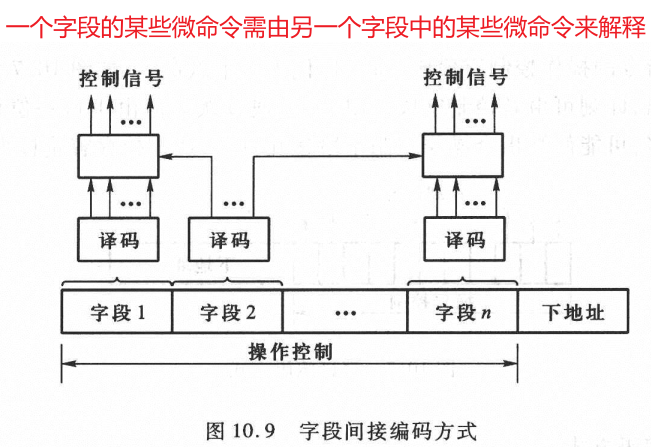 一个字段的某些微命令需由另一个字段中的某些微命令来解释
控制信号
控制信号
...
...
...
...
...
译码
译码
译码
字段1
字段2
...
字段n
下地址
操作控制
图 10.9 字段间接编码方式